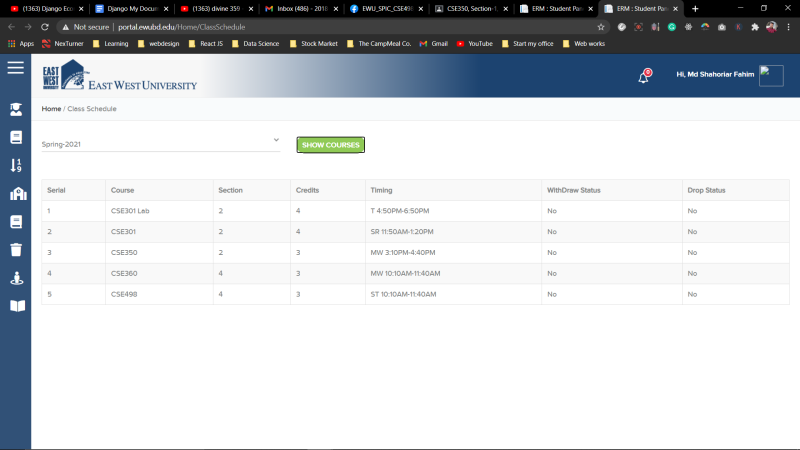 (1363) Django Eco
Django My Docum
(1363) divine 359
Inbox (486) - 2018
EWU_SPIC_CSE498
CSE350, Section-1
ERM : Student Pan
ERM : Student Pan
Not secure | portal.ewubd.edu/Home/ClassSchedule
Apps NexTurner Learning webdesign React JS Data Science Stock Market The CampMeal Co. Gmail YouTube Start my office Web works
EAST WEST UNIVERSITY
EAST WEST UNIVERSITY
0
Hi, Md Shahoriar Fahim
Home / Class Schedule
Spring-2021
SHOW COURSES
Serial Course Section Credits Timing WithDraw Status Drop Status
1 CSE301 Lab 2 4 T 4:50PM-6:50PM No No
2 CSE301 2 4 SR 11:50AM-1:20PM No No
3 CSE350 2 3 MW 3:10PM-4:40PM No No
4 CSE360 4 3 MW 10:10AM-11:40AM No No
5 CSE498 4 3 ST 10:10AM-11:40AM No No